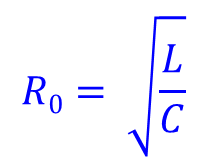 R₀ = √(L/C)